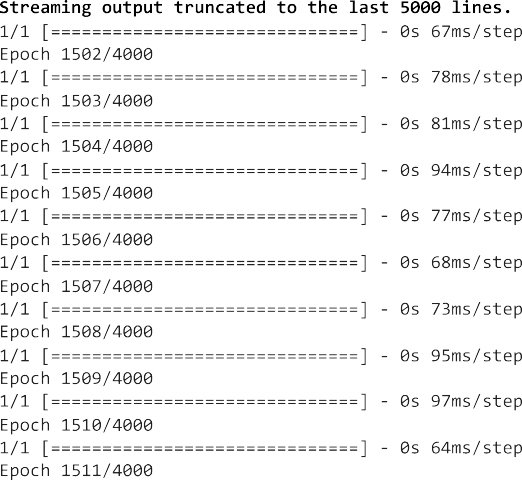 Streaming output truncated to the last 5000 lines.
1/1 [==============================] - 0s 67ms/step
Epoch 1502/4000
1/1 [==============================] - 0s 78ms/step
Epoch 1503/4000
1/1 [==============================] - 0s 81ms/step
Epoch 1504/4000
1/1 [==============================] - 0s 94ms/step
Epoch 1505/4000
1/1 [==============================] - 0s 77ms/step
Epoch 1506/4000
1/1 [==============================] - 0s 68ms/step
Epoch 1507/4000
1/1 [==============================] - 0s 73ms/step
Epoch 1508/4000
1/1 [==============================] - 0s 95ms/step
Epoch 1509/4000
1/1 [==============================] - 0s 97ms/step
Epoch 1510/4000
1/1 [==============================] - 0s 64ms/step
Epoch 1511/4000